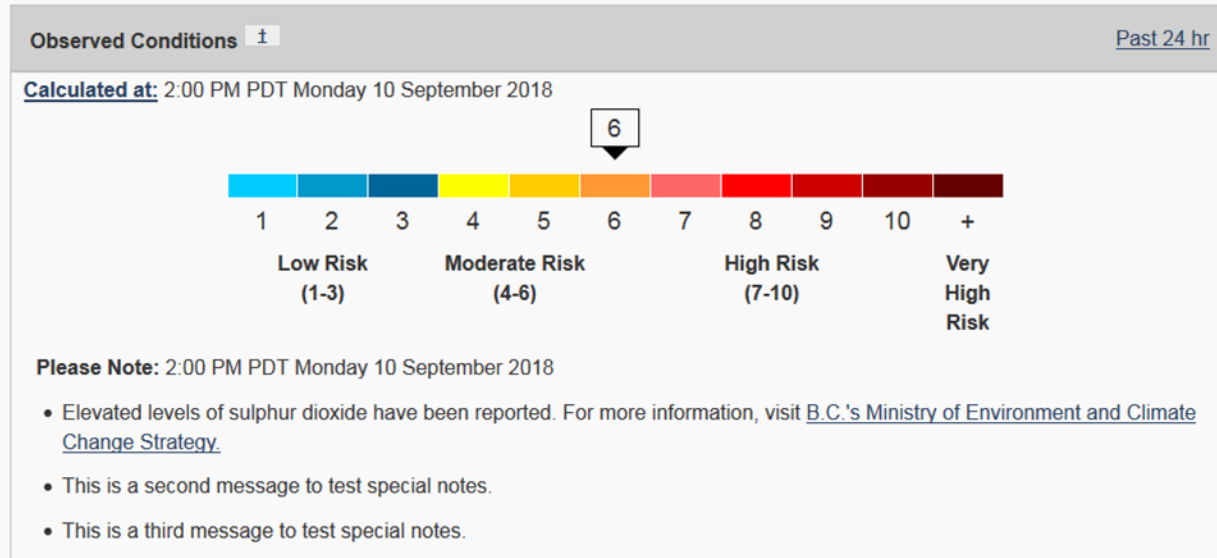 Observed Conditions ‡ Past 24 hr
Calculated at: 2:00 PM PDT Monday 10 September 2018
6
1 2 3 4 5 6 7 8 9 10 +
Low Risk Moderate Risk High Risk Very
(1-3) (4-6) (7-10) High
Risk
Please Note: 2:00 PM PDT Monday 10 September 2018
• Elevated levels of sulphur dioxide have been reported. For more information, visit B.C.'s Ministry of Environment and Climate
Change Strategy.
• This is a second message to test special notes.
• This is a third message to test special notes.